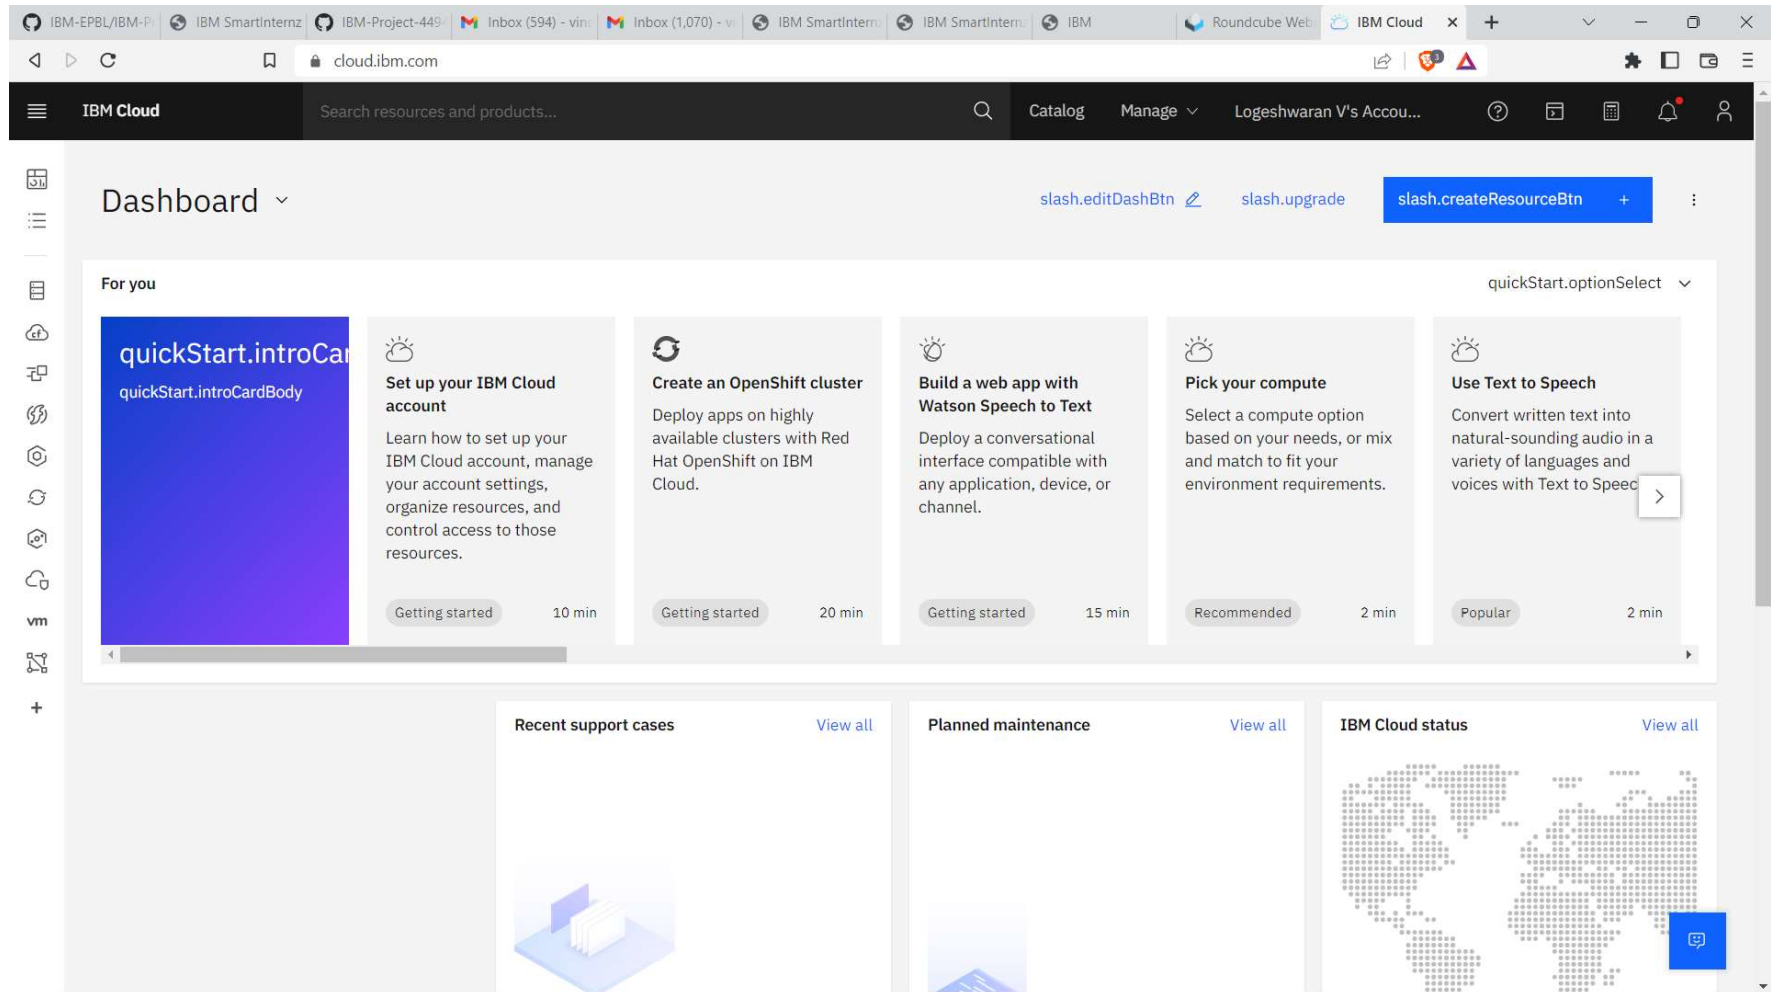 IBM-EPBL/IBM-P
IBM SmartInternz
IBM-Project-449
Inbox (594) - vin
Inbox (1,070) - v
IBM SmartIntern
IBM SmartIntern
IBM
Roundcube Web
IBM Cloud
cloud.ibm.com
3
IBM Cloud
Search resources and products...
Catalog
Manage
Logeshwaran V's Accou...
Dashboard
slash.editDashBtn
slash.upgrade
slash.createResourceBtn +
For you
quickStart.optionSelect
quickStart.introCar
quickStart.introCardBody
Set up your IBM Cloud
account
Learn how to set up your
IBM Cloud account, manage
your account settings,
organize resources, and
control access to those
resources.
Getting started
10 min
Create an OpenShift cluster
Deploy apps on highly
available clusters with Red
Hat OpenShift on IBM
Cloud.
Getting started
20 min
Build a web app with
Watson Speech to Text
Deploy a conversational
interface compatible with
any application, device, or
channel.
Getting started
15 min
Pick your compute
Select a compute option
based on your needs, or mix
and match to fit your
environment requirements.
Recommended
2 min
Use Text to Speech
Convert written text into
natural-sounding audio in a
variety of languages and
voices with Text to Speec
Popular
2 min
cf
vm
Recent support cases
View all
Planned maintenance
View all
IBM Cloud status
View all